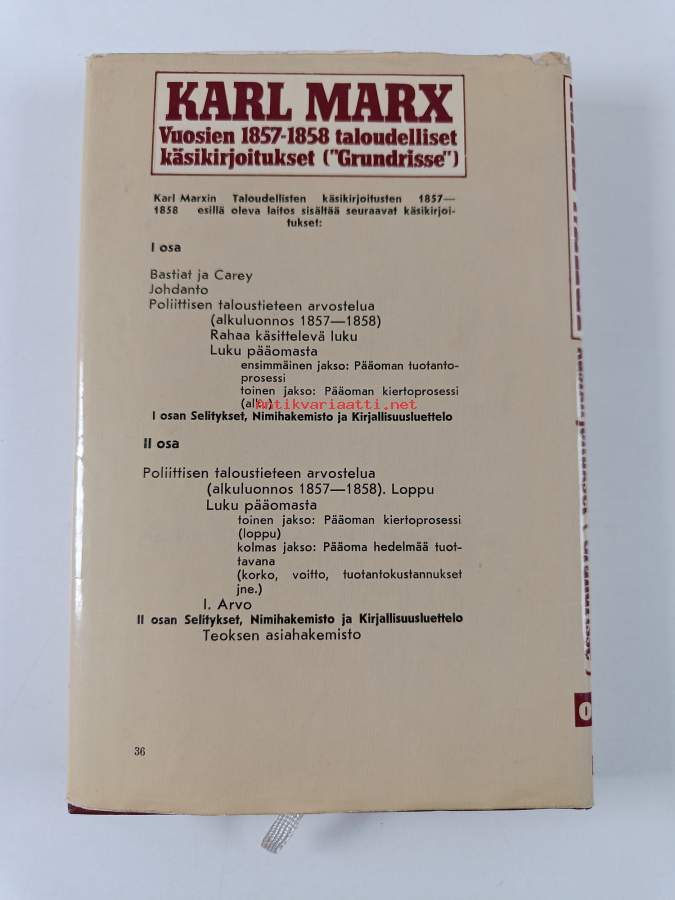 KARL MARX
Vuosien 1857-1858 taloudelliset
käsikirjoitukset ("Grundrisse")
Karl Marxin Taloudellisten käsikirjoitusten 1857—
1858 esillä oleva laitos sisältää seuraavat käsikirjoi-
tukset:
I osa
Bastiat ja Carey
Johdanto
Poliittisen taloustieteen arvostelua
(alkuluonnos 1857—1858)
Rahaa käsittelevä luku
Luku pääomasta
ensimmäinen jakso: Pääoman tuotanto-
prosessi
toinen jakso: Pääoman kiertoprosessi
(alku)
antikvariaatti.net
I osan Selitykset, Nimihakemisto ja Kirjallisuusluettelo
II osa
Poliittisen taloustieteen arvostelua
(alkuluonnos 1857—1858). Loppu
Luku pääomasta
toinen jakso: Pääoman kiertoprosessi
(loppu)
kolmas jakso: Pääoma hedelmää tuot-
tavana
(korko, voitto, tuotantokustannukset
jne.)
I. Arvo
II osan Selitykset, Nimihakemisto ja Kirjallisuusluettelo
Teoksen asiahakemisto
36